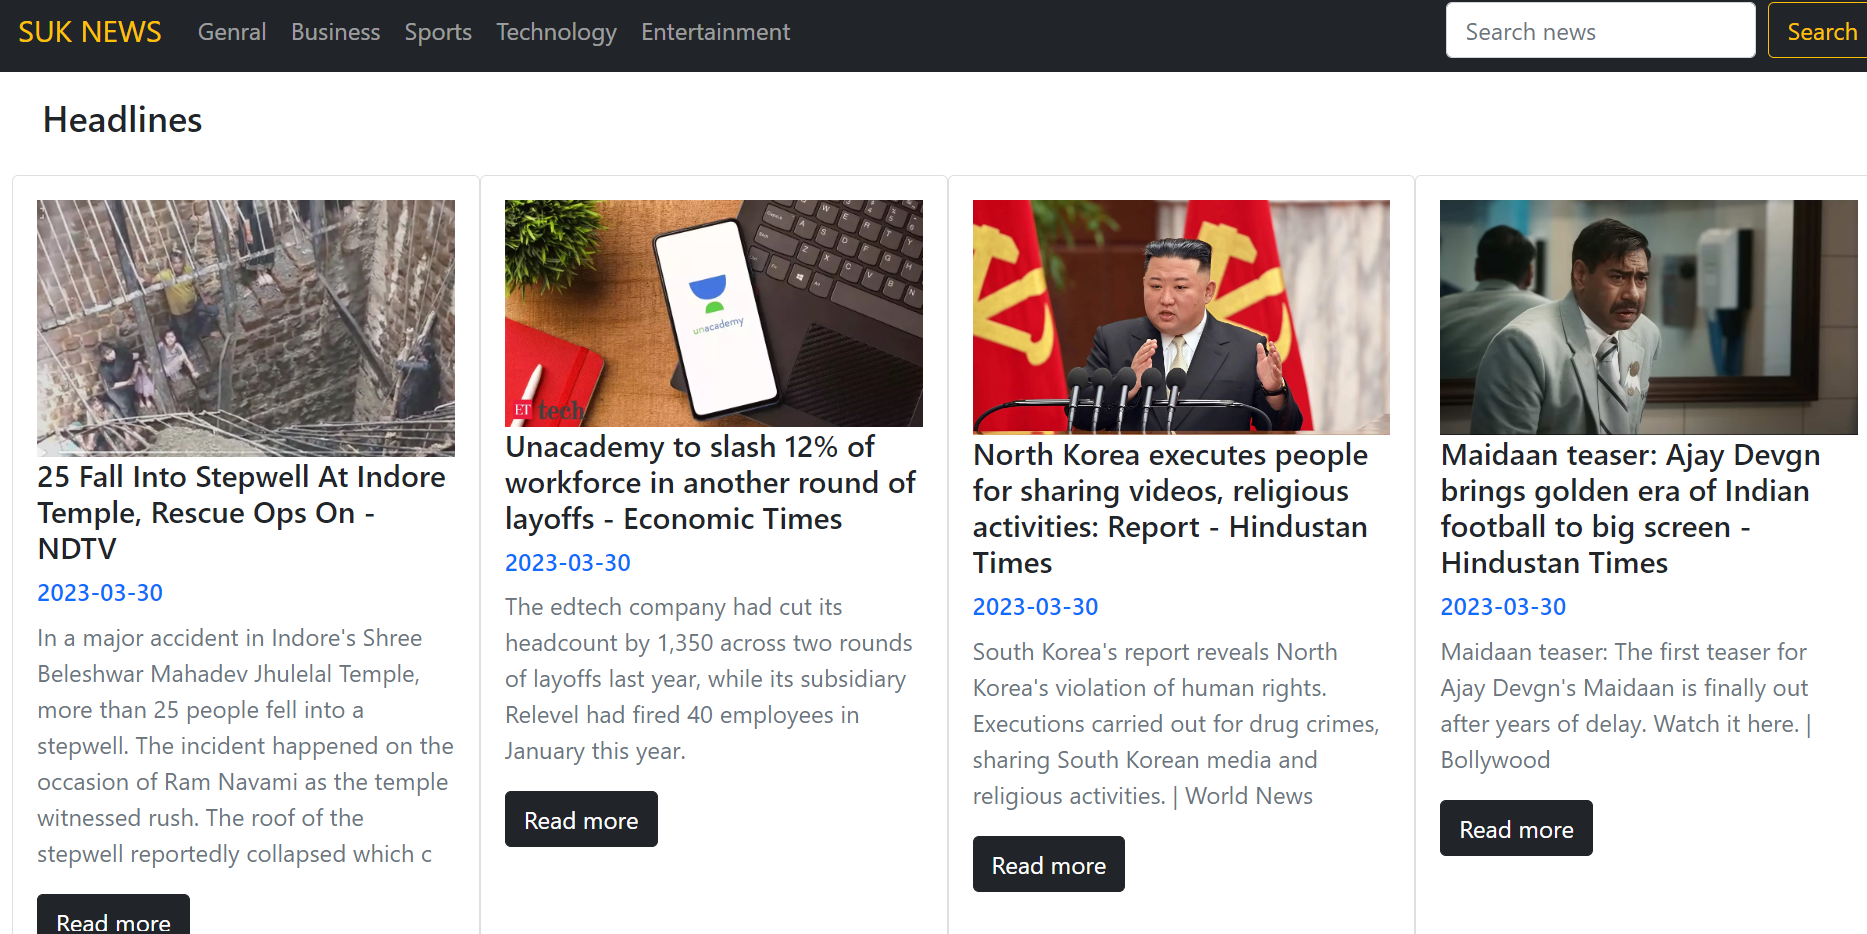 SUK NEWS Genral Business Sports Technology Entertainment Search news Search
Headlines
unacademy
ET tech
25 Fall Into Stepwell At Indore
Temple, Rescue Ops On -
NDTV
2023-03-30
In a major accident in Indore's Shree
Beleshwar Mahadev Jhulelal Temple,
more than 25 people fell into a
stepwell. The incident happened on the
occasion of Ram Navami as the temple
witnessed rush. The roof of the
stepwell reportedly collapsed which c
Read more
Unacademy to slash 12% of
workforce in another round of
layoffs - Economic Times
2023-03-30
The edtech company had cut its
headcount by 1,350 across two rounds
of layoffs last year, while its subsidiary
Relevel had fired 40 employees in
January this year.
Read more
North Korea executes people
for sharing videos, religious
activities: Report - Hindustan
Times
2023-03-30
South Korea's report reveals North
Korea's violation of human rights.
Executions carried out for drug crimes,
sharing South Korean media and
religious activities. | World News
Read more
Maidaan teaser: Ajay Devgn
brings golden era of Indian
football to big screen -
Hindustan Times
2023-03-30
Maidaan teaser: The first teaser for
Ajay Devgn's Maidaan is finally out
after years of delay. Watch it here. |
Bollywood
Read more